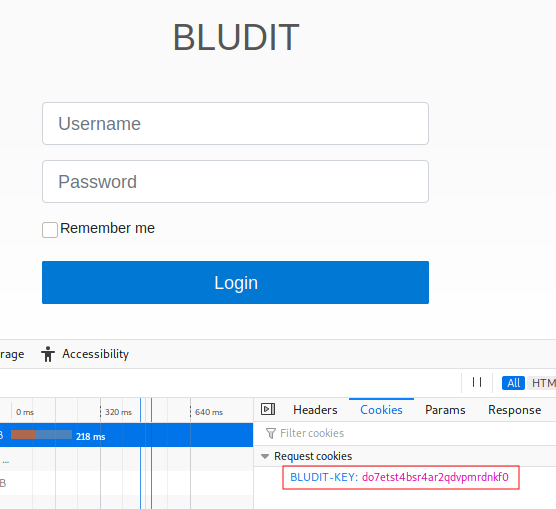 BLUDIT
Username
Password
Remember me
Login
rage Accessibility
All HTM
0 ms 320 ms 640 ms Headers Cookies Params Response
B 218 ms Filter cookies
... Request cookies
B BLUDIT-KEY: do7etst4bsr4ar2qdvpmrdnkf0